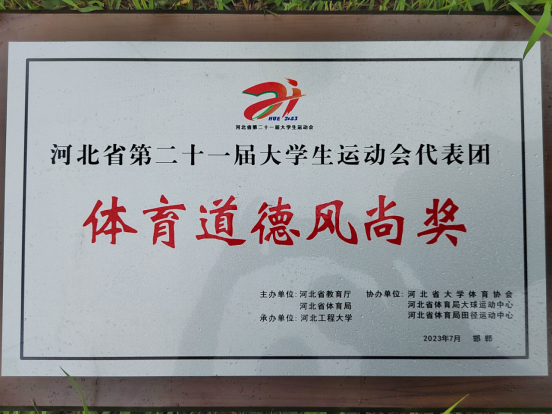 HUE 2023
河北省第二十一届大学生运动会
河北省第二十一届大学生运动会代表团
体育道德风尚奖
主办单位：河北省教育厅
河北省体育局
承办单位：河北工程大学
协办单位：河北省大学体育协会
河北省体育局大球运动中心
河北省体育局田径运动中心
2023年7月 邯郸